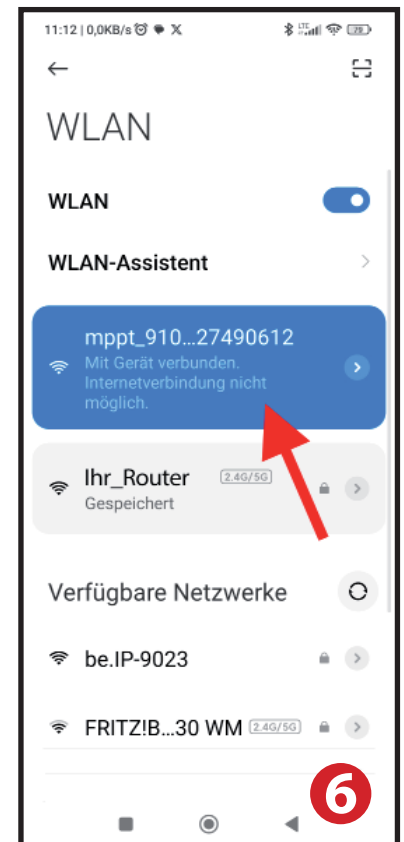 11:12 | 0,0KB/s
29
WLAN
WLAN
WLAN-Assistent
mppt_910...27490612
Mit Gerät verbunden.
Internetverbindung nicht
möglich.
Ihr_Router 2.4G/5G
Gespeichert
Verfügbare Netzwerke
be.IP-9023
FRITZ!B...30 WM 2.4G/5G
6